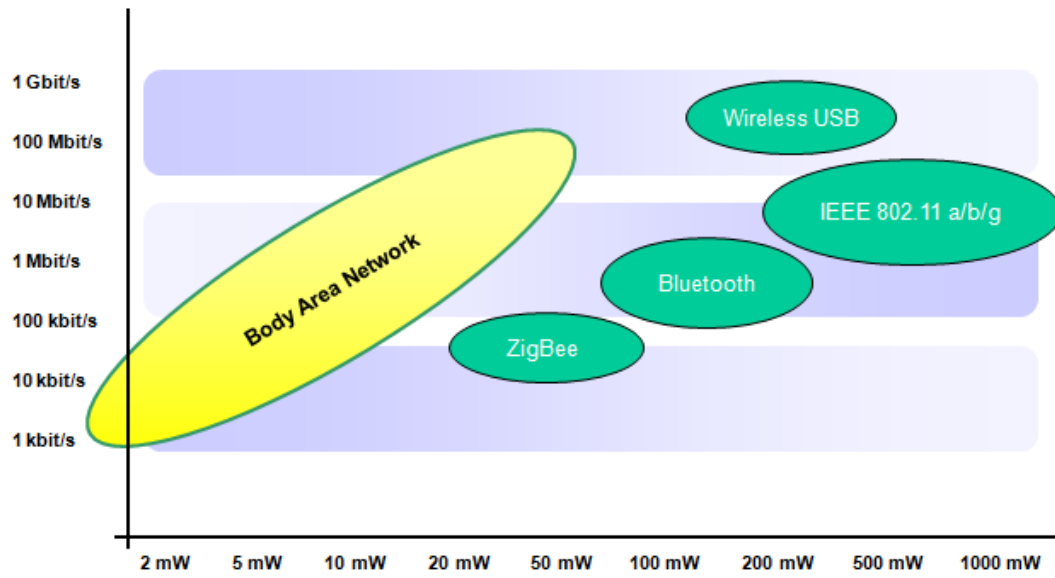 1 Gbit/s
Wireless USB
100 Mbit/s
10 Mbit/s
IEEE 802.11 a/b/g
Body Area Network
1 Mbit/s
Bluetooth
100 kbit/s
ZigBee
10 kbit/s
1 kbit/s
2 mW 5 mW 10 mW 20 mW 50 mW 100 mW 200 mW 500 mW 1000 mW